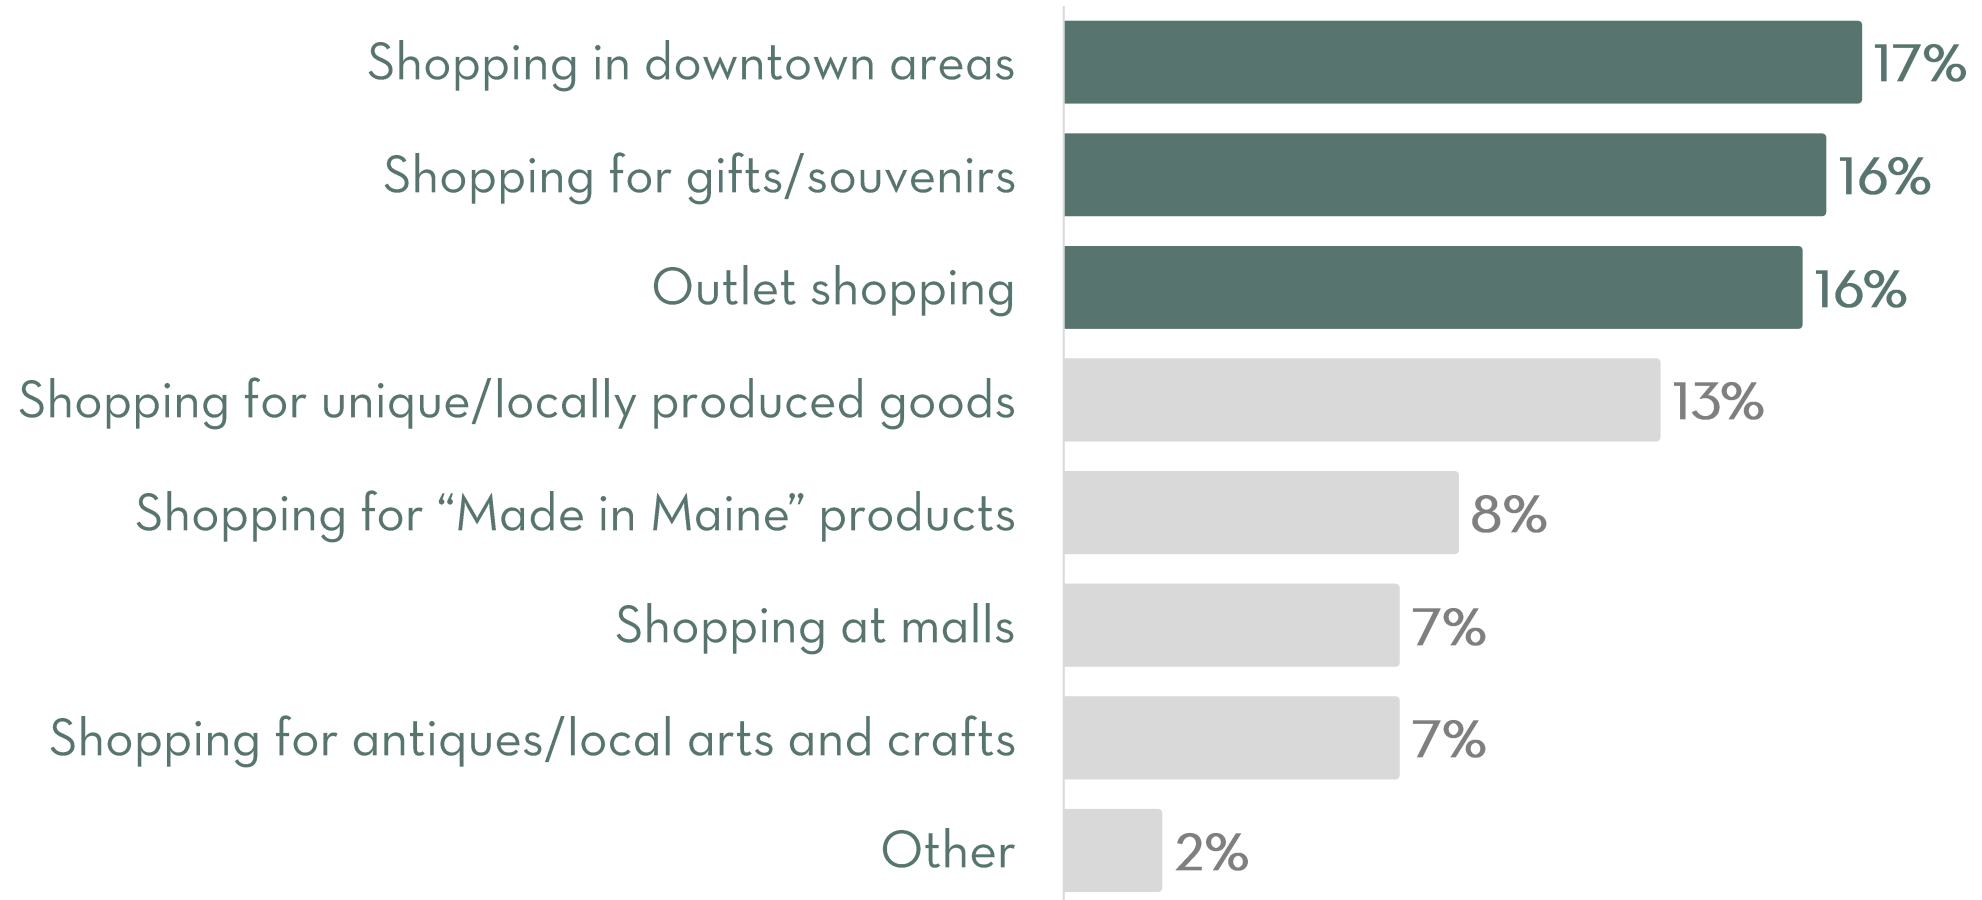 Shopping in downtown areas 17%
Shopping for gifts/souvenirs 16%
Outlet shopping 16%
Shopping for unique/locally produced goods 13%
Shopping for “Made in Maine” products 8%
Shopping at malls 7%
Shopping for antiques/local arts and crafts 7%
Other 2%